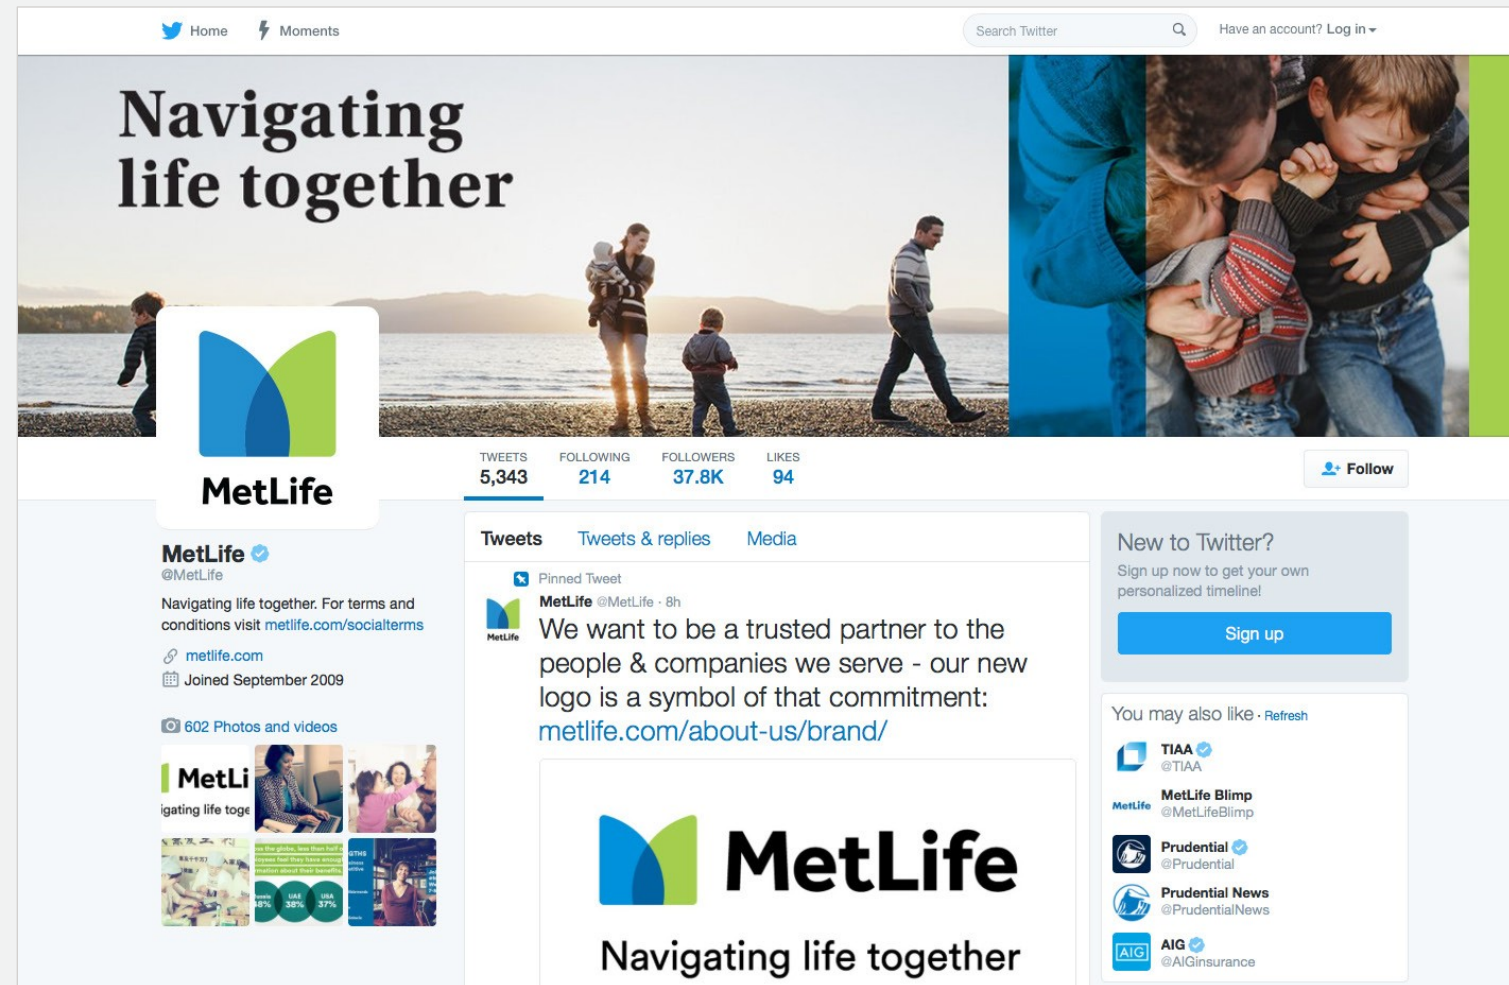 Home
Moments
Search Twitter
Have an account? Log in
Navigating
life together
MetLife
TWEETS
5,343
FOLLOWING
214
FOLLOWERS
37.8K
LIKES
94
Follow
MetLife
@MetLife
Navigating life together. For terms and
conditions visit metlife.com/socialterms
metlife.com
Joined September 2009
602 Photos and videos
MetLi
igating life toge
UAE
38%
USA
37%
Tweets
Tweets & replies
Media
Pinned Tweet
MetLife @MetLife · 8h
MetLife
We want to be a trusted partner to the
people & companies we serve - our new
logo is a symbol of that commitment:
metlife.com/about-us/brand/
MetLife
Navigating life together
New to Twitter?
Sign up now to get your own
personalized timeline!
Sign up
You may also like · Refresh
TIAA
@TIAA
MetLife
MetLife Blimp
@MetLifeBlimp
Prudential
@Prudential
Prudential News
@PrudentialNews
AIG
AIG
@AIGinsurance